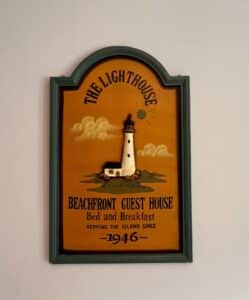 THE LIGHTHOUSE
BEACHFRONT GUEST HOUSE
Bed and Breakfast
SERVING THE ISLAND SINCE
-1946-